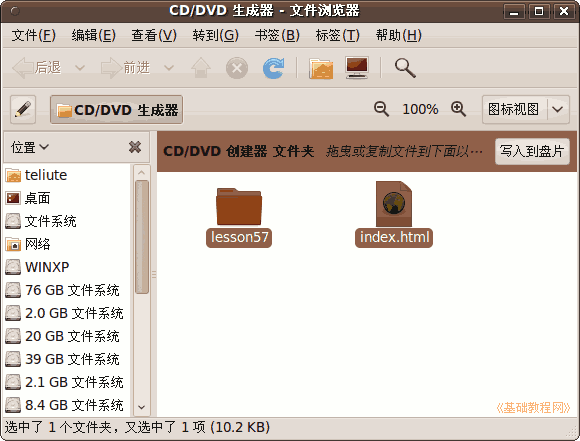 CD/DVD 生成器 - 文件浏览器
文件(F) 编辑(E) 查看(V) 转到(G) 书签(B) 标签(T) 帮助(H)
后退 前进
CD/DVD 生成器 100% 图标视图
位置 CD/DVD 创建器 文件夹 拖曳或复制文件到下面以… 写入到盘片
teliute
桌面
文件系统
网络
WINXP
76 GB 文件系统
2.0 GB 文件系统
20 GB 文件系统
39 GB 文件系统
2.1 GB 文件系统
8.4 GB 文件系统
lesson57 index.html
《基础教程网》
选中了 1 个文件夹，又选中了 1 项 (10.2 KB)